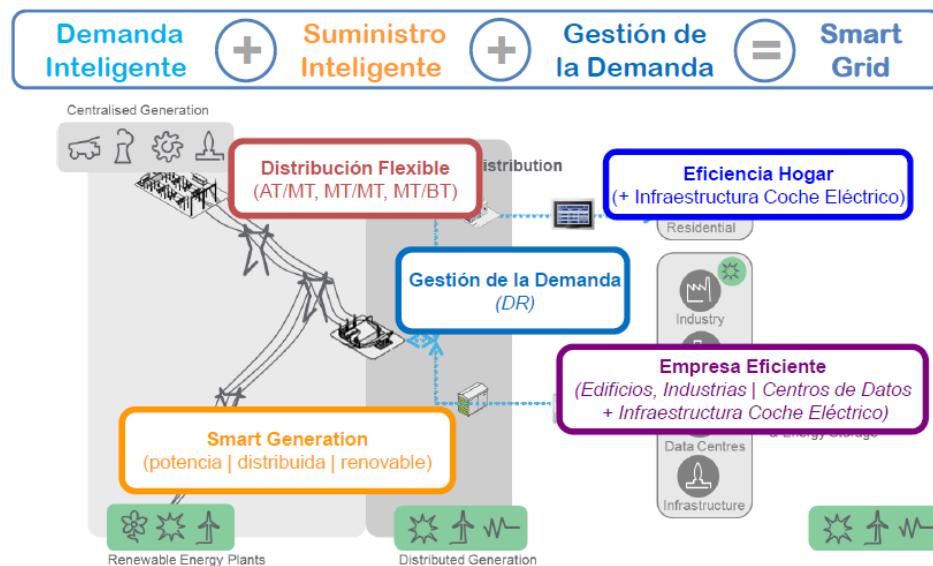 Demanda
Inteligente
+
Suministro
Inteligente
+
Gestión de
la Demanda
=
Smart
Grid
Centralised Generation
Distribución Flexible
(AT/MT, MT/MT, MT/BT)
Eficiencia Hogar
(+ Infraestructura Coche Eléctrico)
Residential
Gestión de la Demanda
(DR)
Industry
Empresa Eficiente
(Edificios, Industrias | Centros de Datos
+ Infraestructura Coche Eléctrico)
Smart Generation
(potencia | distribuida | renovable)
& Energy Storage
Data Centres
Infrastructure
Renewable Energy Plants
Distributed Generation